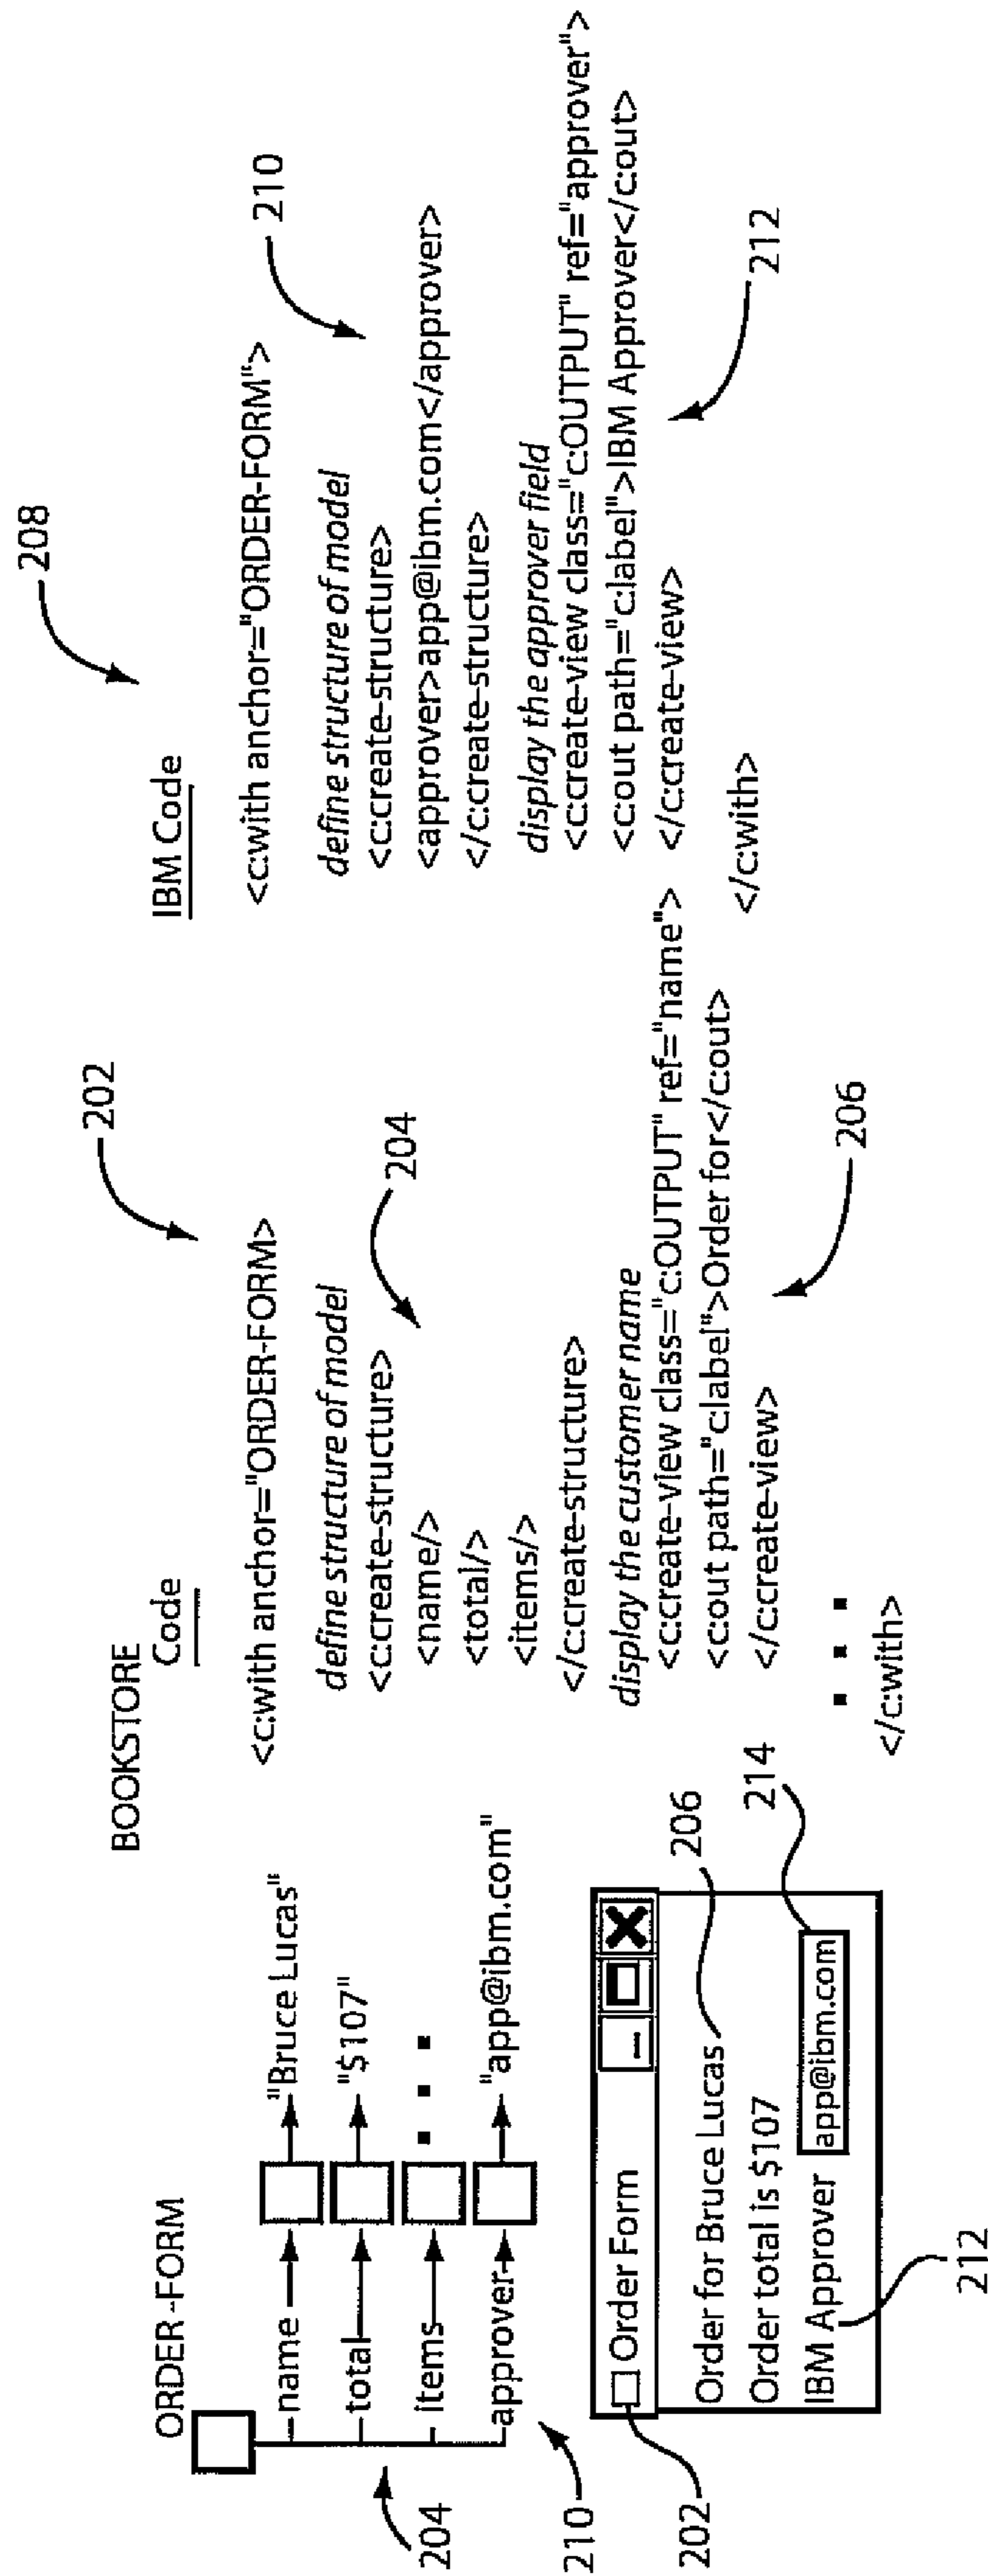 ORDER-FORM
name
"Bruce Lucas"
total
"$107"
items
...
approver
"app@ibm.com"
204
210
202
Order Form
Order for Bruce Lucas
206
Order total is $107
IBM Approver
app@ibm.com
214
212
BOOKSTORE
Code
202
<c:with anchor="ORDER-FORM>
define structure of model
204
<c:create-structure>
<name/>
<total/>
<items/>
</c:create-structure>
display the customer name
<c:create-view class="c:OUTPUT" ref="name">
<c:out path="c:label">Order for</c:out>
</c:create-view>
206
...
</c:with>
208
IBM Code
<c:with anchor="ORDER-FORM">
210
define structure of model
<c:create-structure>
<approver>app@ibm.com</approver>
</c:create-structure>
display the approver field
<c:create-view class="c:OUTPUT" ref="approver">
<c:out path="c:label">IBM Approver</c:out>
</c:create-view>
212
</c:with>